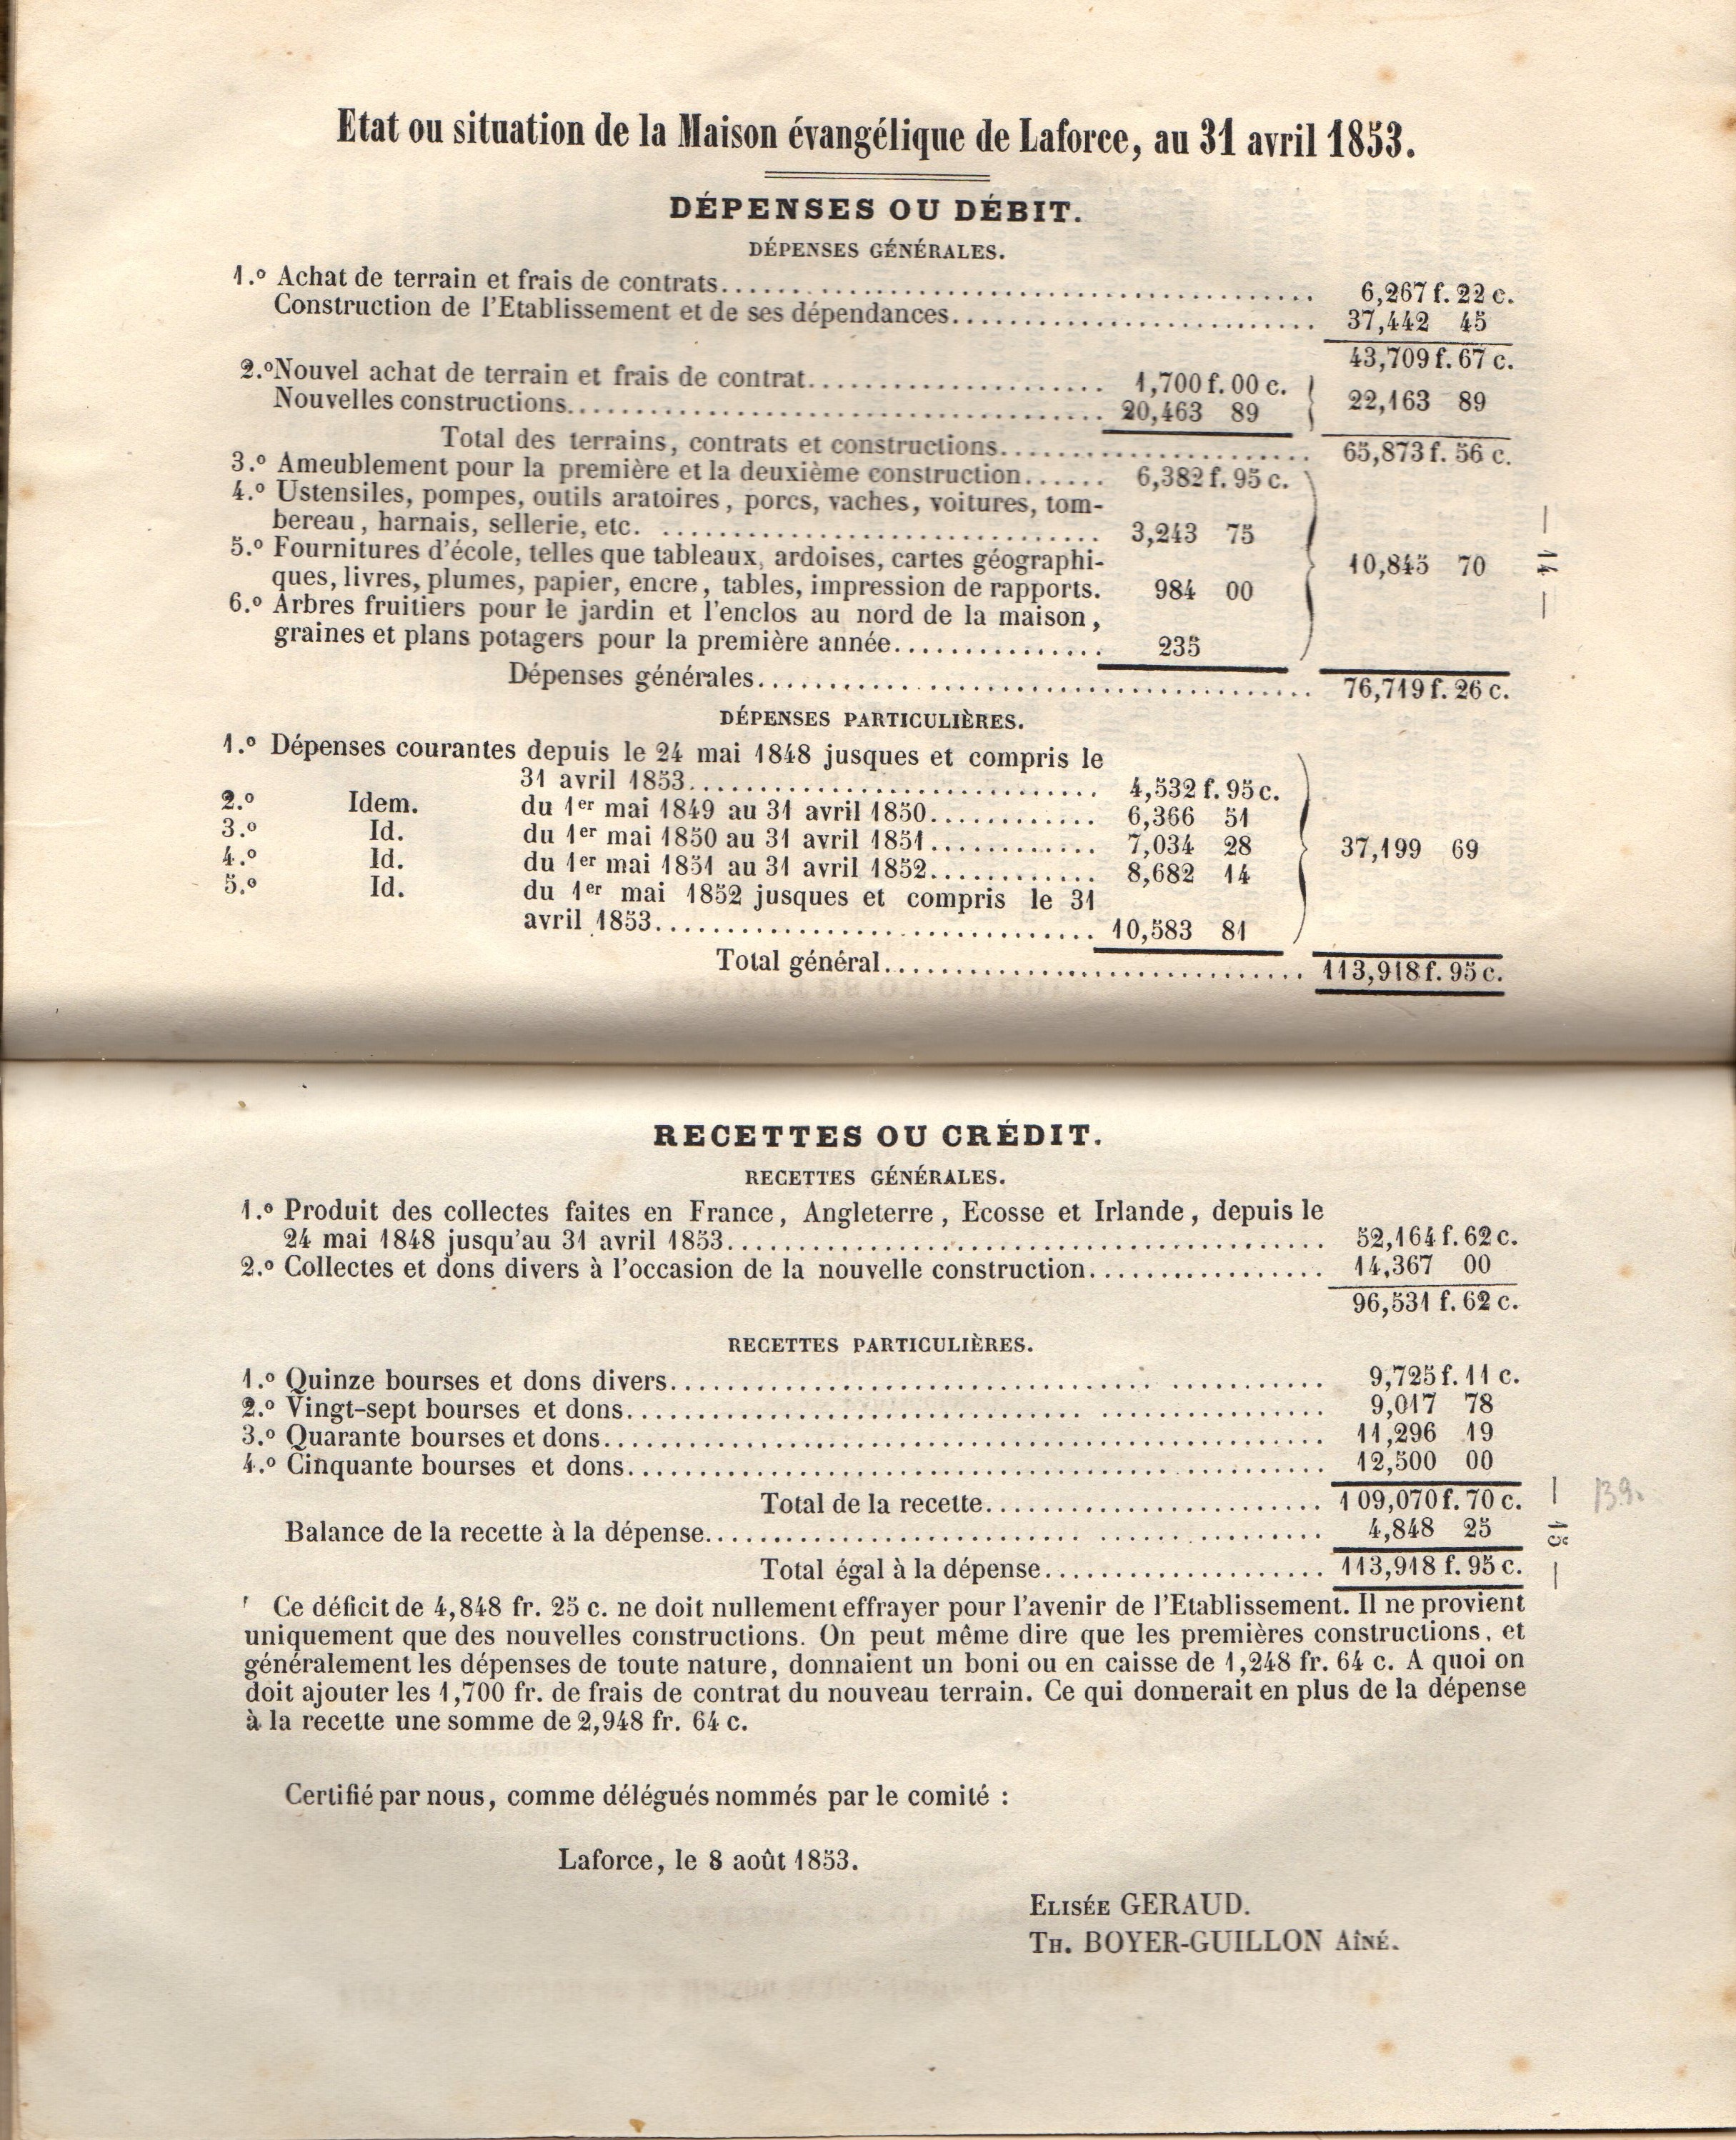 Etat ou situation de la Maison évangélique de Laforce, au 31 avril 1853.
DÉPENSES OU DÉBIT.
DÉPENSES GÉNÉRALES.
1.º Achat de terrain et frais de contrats........ 6,267 f. 22 c.
Construction de l'Etablissement et de ses dépendances........ 37,442 45
43,709 f. 67 c.
2.º Nouvel achat de terrain et frais de contrat........ 1,700 f. 00 c.
Nouvelles constructions........ 20,463 89
22,163 89
Total des terrains, contrats et constructions........ 65,873 f. 56 c.
3.º Ameublement pour la première et la deuxième construction...... 6,382 f. 95 c.
4.º Ustensiles, pompes, outils aratoires, porcs, vaches, voitures, tom-
bereau, harnais, sellerie, etc. ........ 3,243 75
5.º Fournitures d'école, telles que tableaux, ardoises, cartes géographi-
10,845 70
ques, livres, plumes, papier, encre, tables, impression de rapports. 984 00
6.º Arbres fruitiers pour le jardin et l'enclos au nord de la maison,
graines et plans potagers pour la première année........ 235
Dépenses générales........ 76,719 f. 26 c.
— 14 —
DÉPENSES PARTICULIÈRES.
1.º Dépenses courantes depuis le 24 mai 1848 jusques et compris le
31 avril 1853........ 4,532 f. 95 c.
2.º Idem. du 1er mai 1849 au 31 avril 1850........ 6,366 51
3.º Id. du 1er mai 1850 au 31 avril 1851........ 7,034 28
37,199 69
4.º Id. du 1er mai 1851 au 31 avril 1852........ 8,682 14
5.º Id. du 1er mai 1852 jusques et compris le 31
avril 1853........ 10,583 81
Total général........ 113,918 f. 95 c.
RECETTES OU CRÉDIT.
RECETTES GÉNÉRALES.
1.º Produit des collectes faites en France, Angleterre, Ecosse et Irlande, depuis le
24 mai 1848 jusqu'au 31 avril 1853........ 52,164 f. 62 c.
2.º Collectes et dons divers à l'occasion de la nouvelle construction........ 14,367 00
96,531 f. 62 c.
RECETTES PARTICULIÈRES.
1.º Quinze bourses et dons divers........ 9,725 f. 11 c.
2.º Vingt-sept bourses et dons........ 9,017 78
3.º Quarante bourses et dons........ 11,296 19
4.º Cinquante bourses et dons........ 12,500 00
Total de la recette........ 109,070 f. 70 c.
Balance de la recette à la dépense........ 4,848 25
Total égal à la dépense........ 113,918 f. 95 c.
— 15 —
Ce déficit de 4,848 fr. 25 c. ne doit nullement effrayer pour l'avenir de l'Etablissement. Il ne provient
uniquement que des nouvelles constructions. On peut même dire que les premières constructions, et
généralement les dépenses de toute nature, donnaient un boni ou en caisse de 1,248 fr. 64 c. A quoi on
doit ajouter les 1,700 fr. de frais de contrat du nouveau terrain. Ce qui donnerait en plus de la dépense
à la recette une somme de 2,948 fr. 64 c.
Certifié par nous, comme délégués nommés par le comité :
Laforce, le 8 août 1853.
ELISÉE GERAUD.
TH. BOYER-GUILLON AÎNÉ.